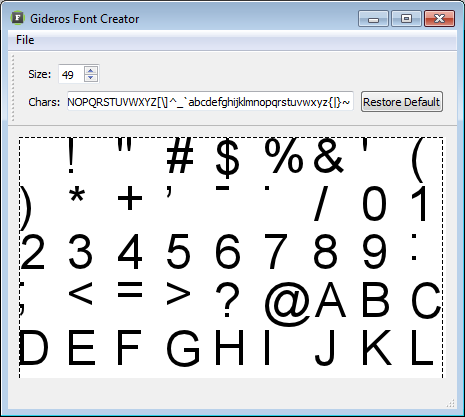 Gideros Font Creator
File
Size: 49
Chars: NOPQRSTUVWXYZ[\]^_`abcdefghijklmnopqrstuvwxyz{|}~ Restore Default
! " # $ % & ' (
) * + , - . / 0 1
2 3 4 5 6 7 8 9 :
; < = > ? @ A B C
D E F G H I J K L